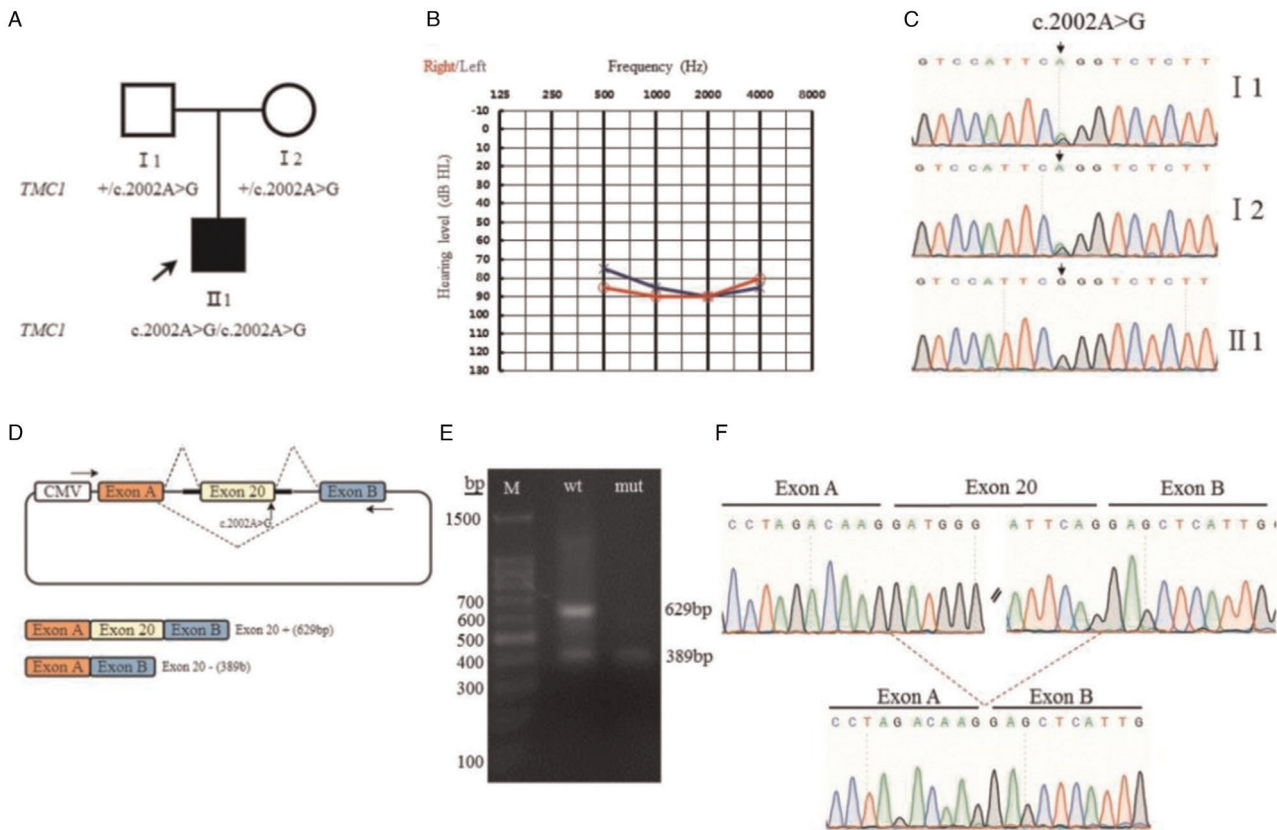 A
I 1
I 2
TMC1
+/c.2002A>G
+/c.2002A>G
II 1
TMC1
c.2002A>G/c.2002A>G
B
Right/Left
Frequency (Hz)
125 250 500 1000 2000 4000 8000
Hearing level (dB HL)
-10
0
10
20
30
40
50
60
70
80
90
100
110
120
130
C
c.2002A>G
G T C C A T T C A G G T C T C T T
I 1
G T C C A T T C A G G T C T C T T
I 2
G T C C A T T C G G G T C T C T T
II 1
D
CMV
Exon A
Exon 20
Exon B
c.2002A>G
Exon A Exon 20 Exon B Exon 20 + (629bp)
Exon A Exon B Exon 20 - (389b)
E
bp
M wt mut
1500
700
600
500
400
300
100
629bp
389bp
F
Exon A Exon 20 Exon B
C C T A G A C A A G G A T G G G A T T C A G G A G C T C A T T G
Exon A Exon B
C C T A G A C A A G G A G C T C A T T G